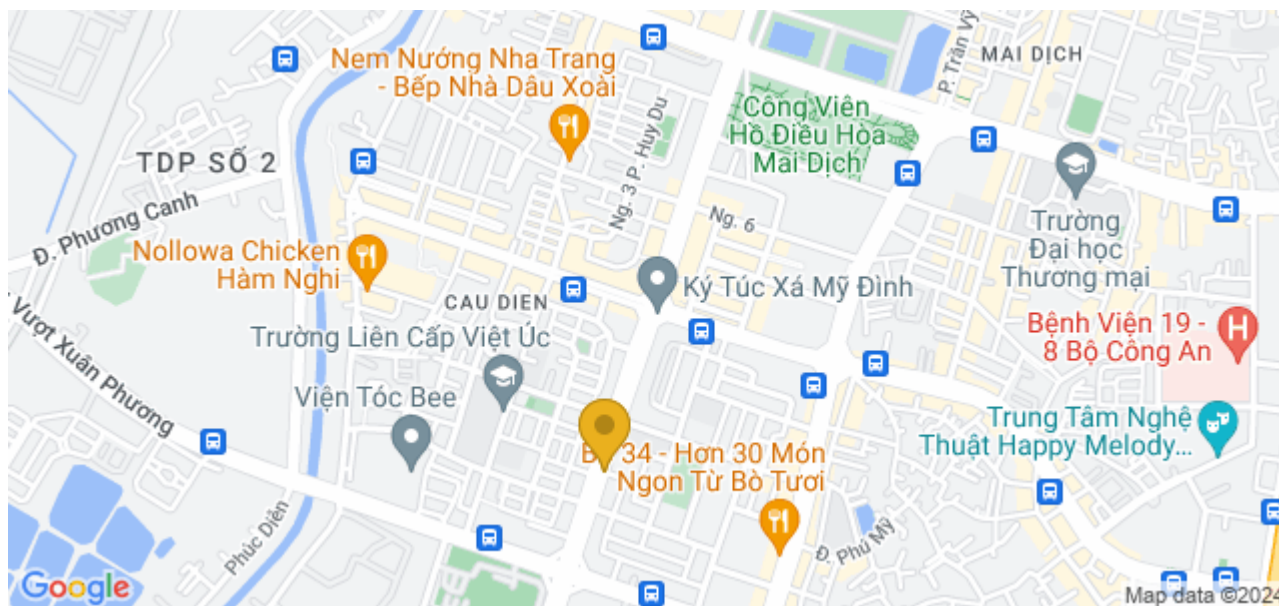 MAI DỊCH
P. Trần Vỹ
Nem Nướng Nha Trang
- Bếp Nhà Dâu Xoài
Công Viên
Hồ Điều Hòa
Mai Dịch
Ng. 3 P. Huy Du
TDP SỐ 2
Đ. Phương Canh
Ng. 6
Trường
Đại học
Thương mại
Nollowa Chicken
Hàm Nghi
CAU DIEN
Ký Túc Xá Mỹ Đình
Trường Liên Cấp Việt Úc
Bệnh Viện 19 -
8 Bộ Công An
Vượt Xuân Phương
Viện Tóc Bee
Trung Tâm Nghệ
Thuật Happy Melody...
34 - Hơn 30 Món
Ngon Từ Bò Tươi
Phúc Diễn
Đ. Phú Mỹ
Google
Map data ©2024